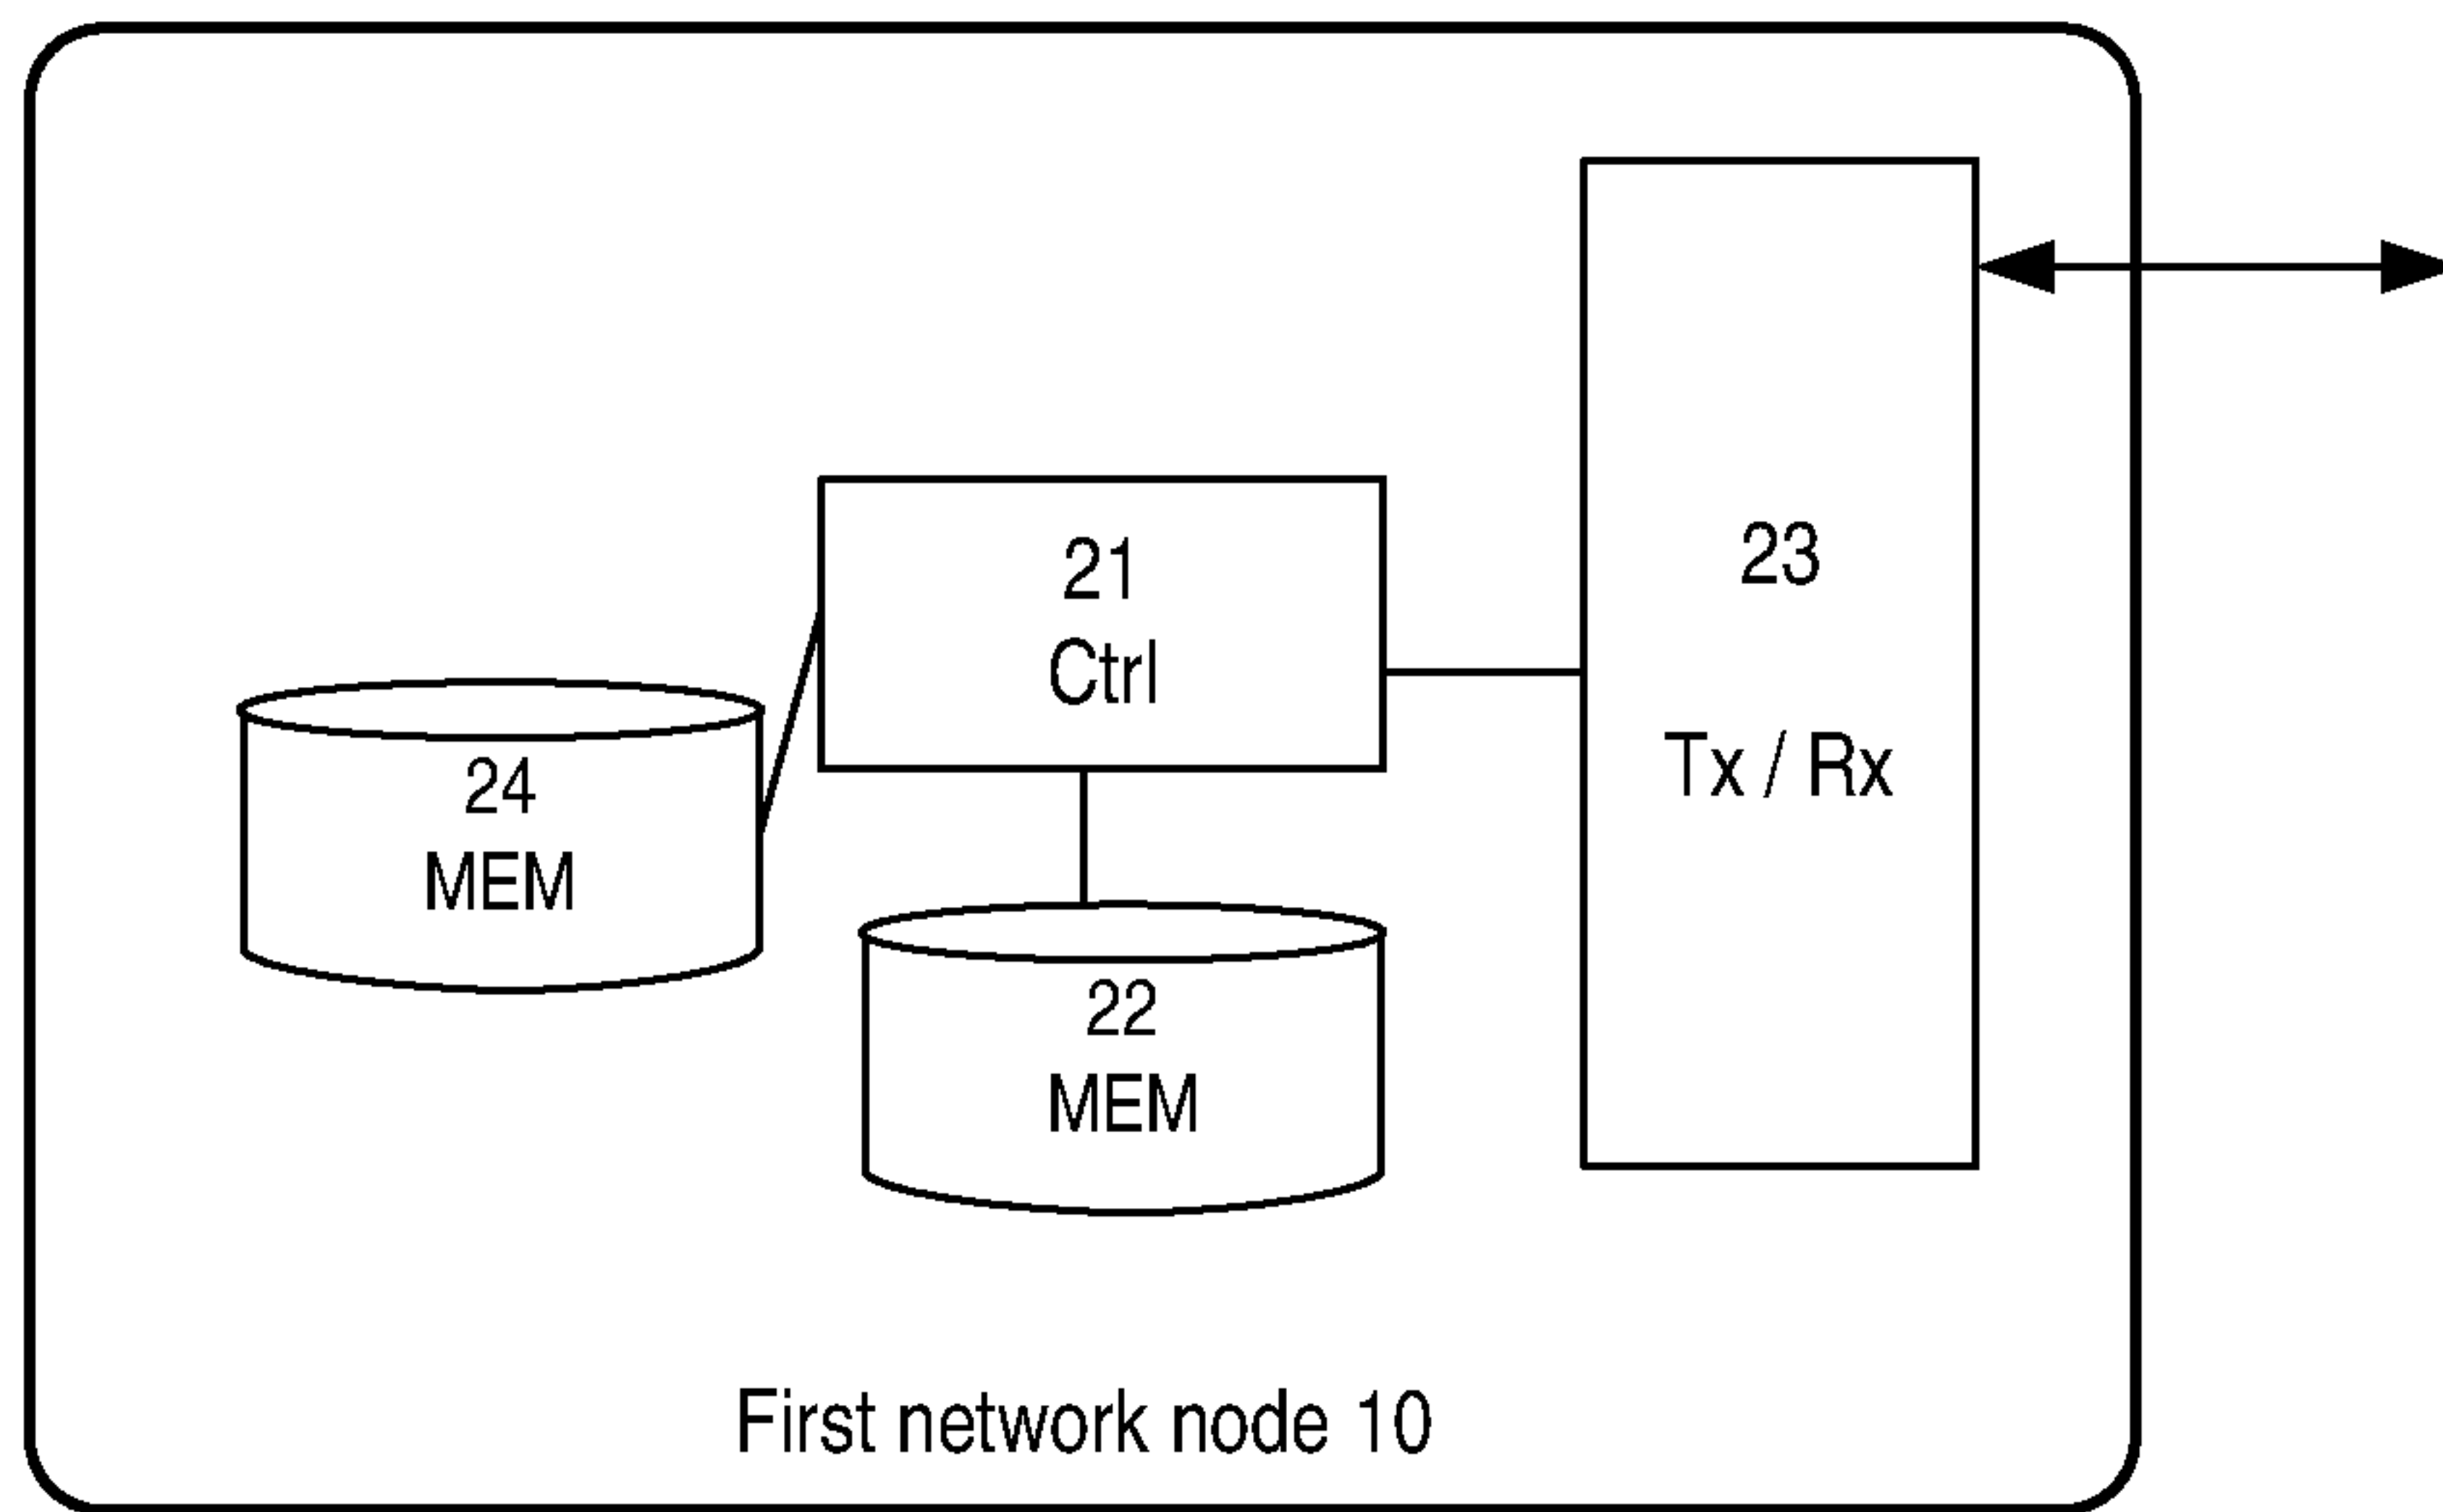 21
Ctrl
23
Tx / Rx
24
MEM
22
MEM
First network node 10